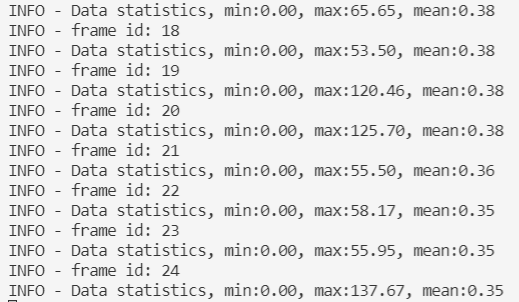 INFO - Data statistics, min:0.00, max:65.65, mean:0.38
INFO - frame id: 18
INFO - Data statistics, min:0.00, max:53.50, mean:0.38
INFO - frame id: 19
INFO - Data statistics, min:0.00, max:120.46, mean:0.38
INFO - frame id: 20
INFO - Data statistics, min:0.00, max:125.70, mean:0.38
INFO - frame id: 21
INFO - Data statistics, min:0.00, max:55.50, mean:0.36
INFO - frame id: 22
INFO - Data statistics, min:0.00, max:58.17, mean:0.35
INFO - frame id: 23
INFO - Data statistics, min:0.00, max:55.95, mean:0.35
INFO - frame id: 24
INFO - Data statistics, min:0.00, max:137.67, mean:0.35